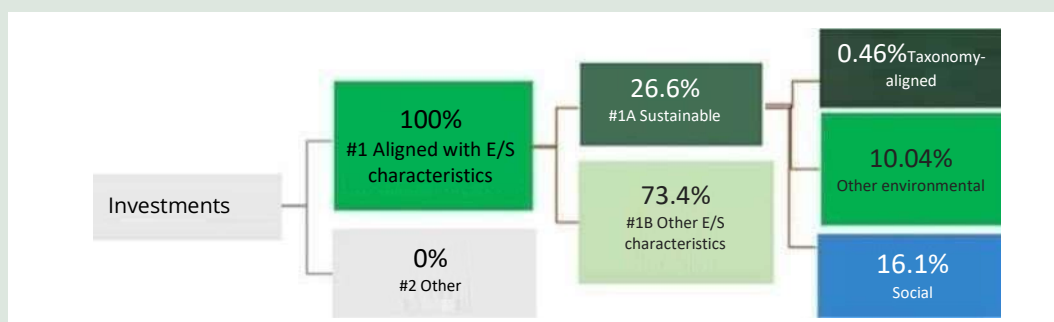 Investments
100%
#1 Aligned with E/S
characteristics
0%
#2 Other
26.6%
#1A Sustainable
73.4%
#1B Other E/S
characteristics
0.46%Taxonomy-
aligned
10.04%
Other environmental
16.1%
Social